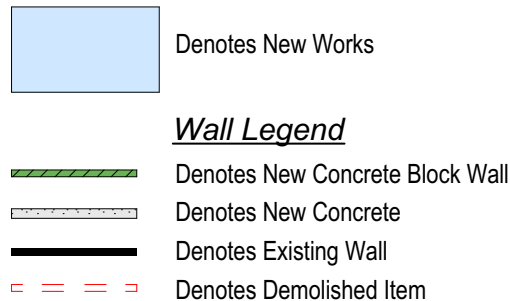 Denotes New Works
Wall Legend
Denotes New Concrete Block Wall
Denotes New Concrete
Denotes Existing Wall
Denotes Demolished Item